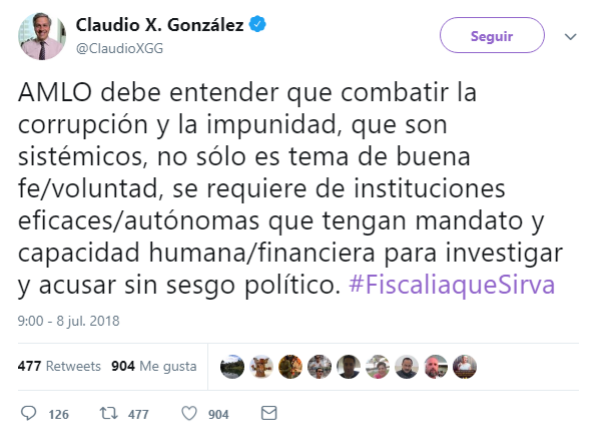 Claudio X. González
@ClaudioXGG
Seguir
AMLO debe entender que combatir la
corrupción y la impunidad, que son
sistémicos, no sólo es tema de buena
fe/voluntad, se requiere de instituciones
eficaces/autónomas que tengan mandato y
capacidad humana/financiera para investigar
y acusar sin sesgo político. #FiscaliaqueSirva
9:00 - 8 jul. 2018
477 Retweets 904 Me gusta
126 477 904